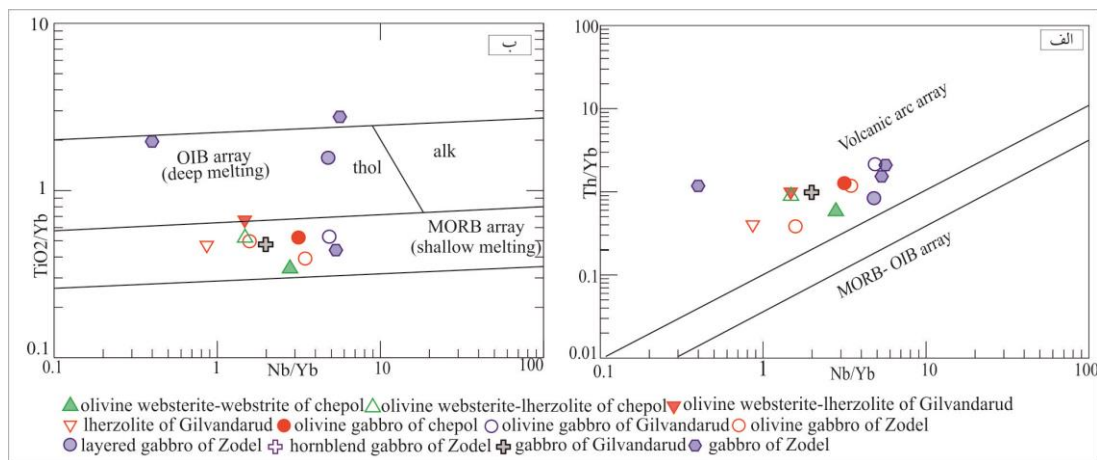 ب
10
1
0.1
TiO2/Yb
OIB array
(deep melting)
thol
alk
MORB array
(shallow melting)
0.1
1
10
100
Nb/Yb
الف
100
10
1
0.1
0.01
Th/Yb
Volcanic arc array
MORB- OIB array
0.1
1
10
100
Nb/Yb
olivine websterite-webstrite of chepol olivine websterite-lherzolite of chepol olivine websterite-lherzolite of Gilvandarud
lherzolite of Gilvandarud olivine gabbro of chepol olivine gabbro of Gilvandarud olivine gabbro of Zodel
layered gabbro of Zodel hornblend gabbro of Zodel gabbro of Gilvandarud gabbro of Zodel